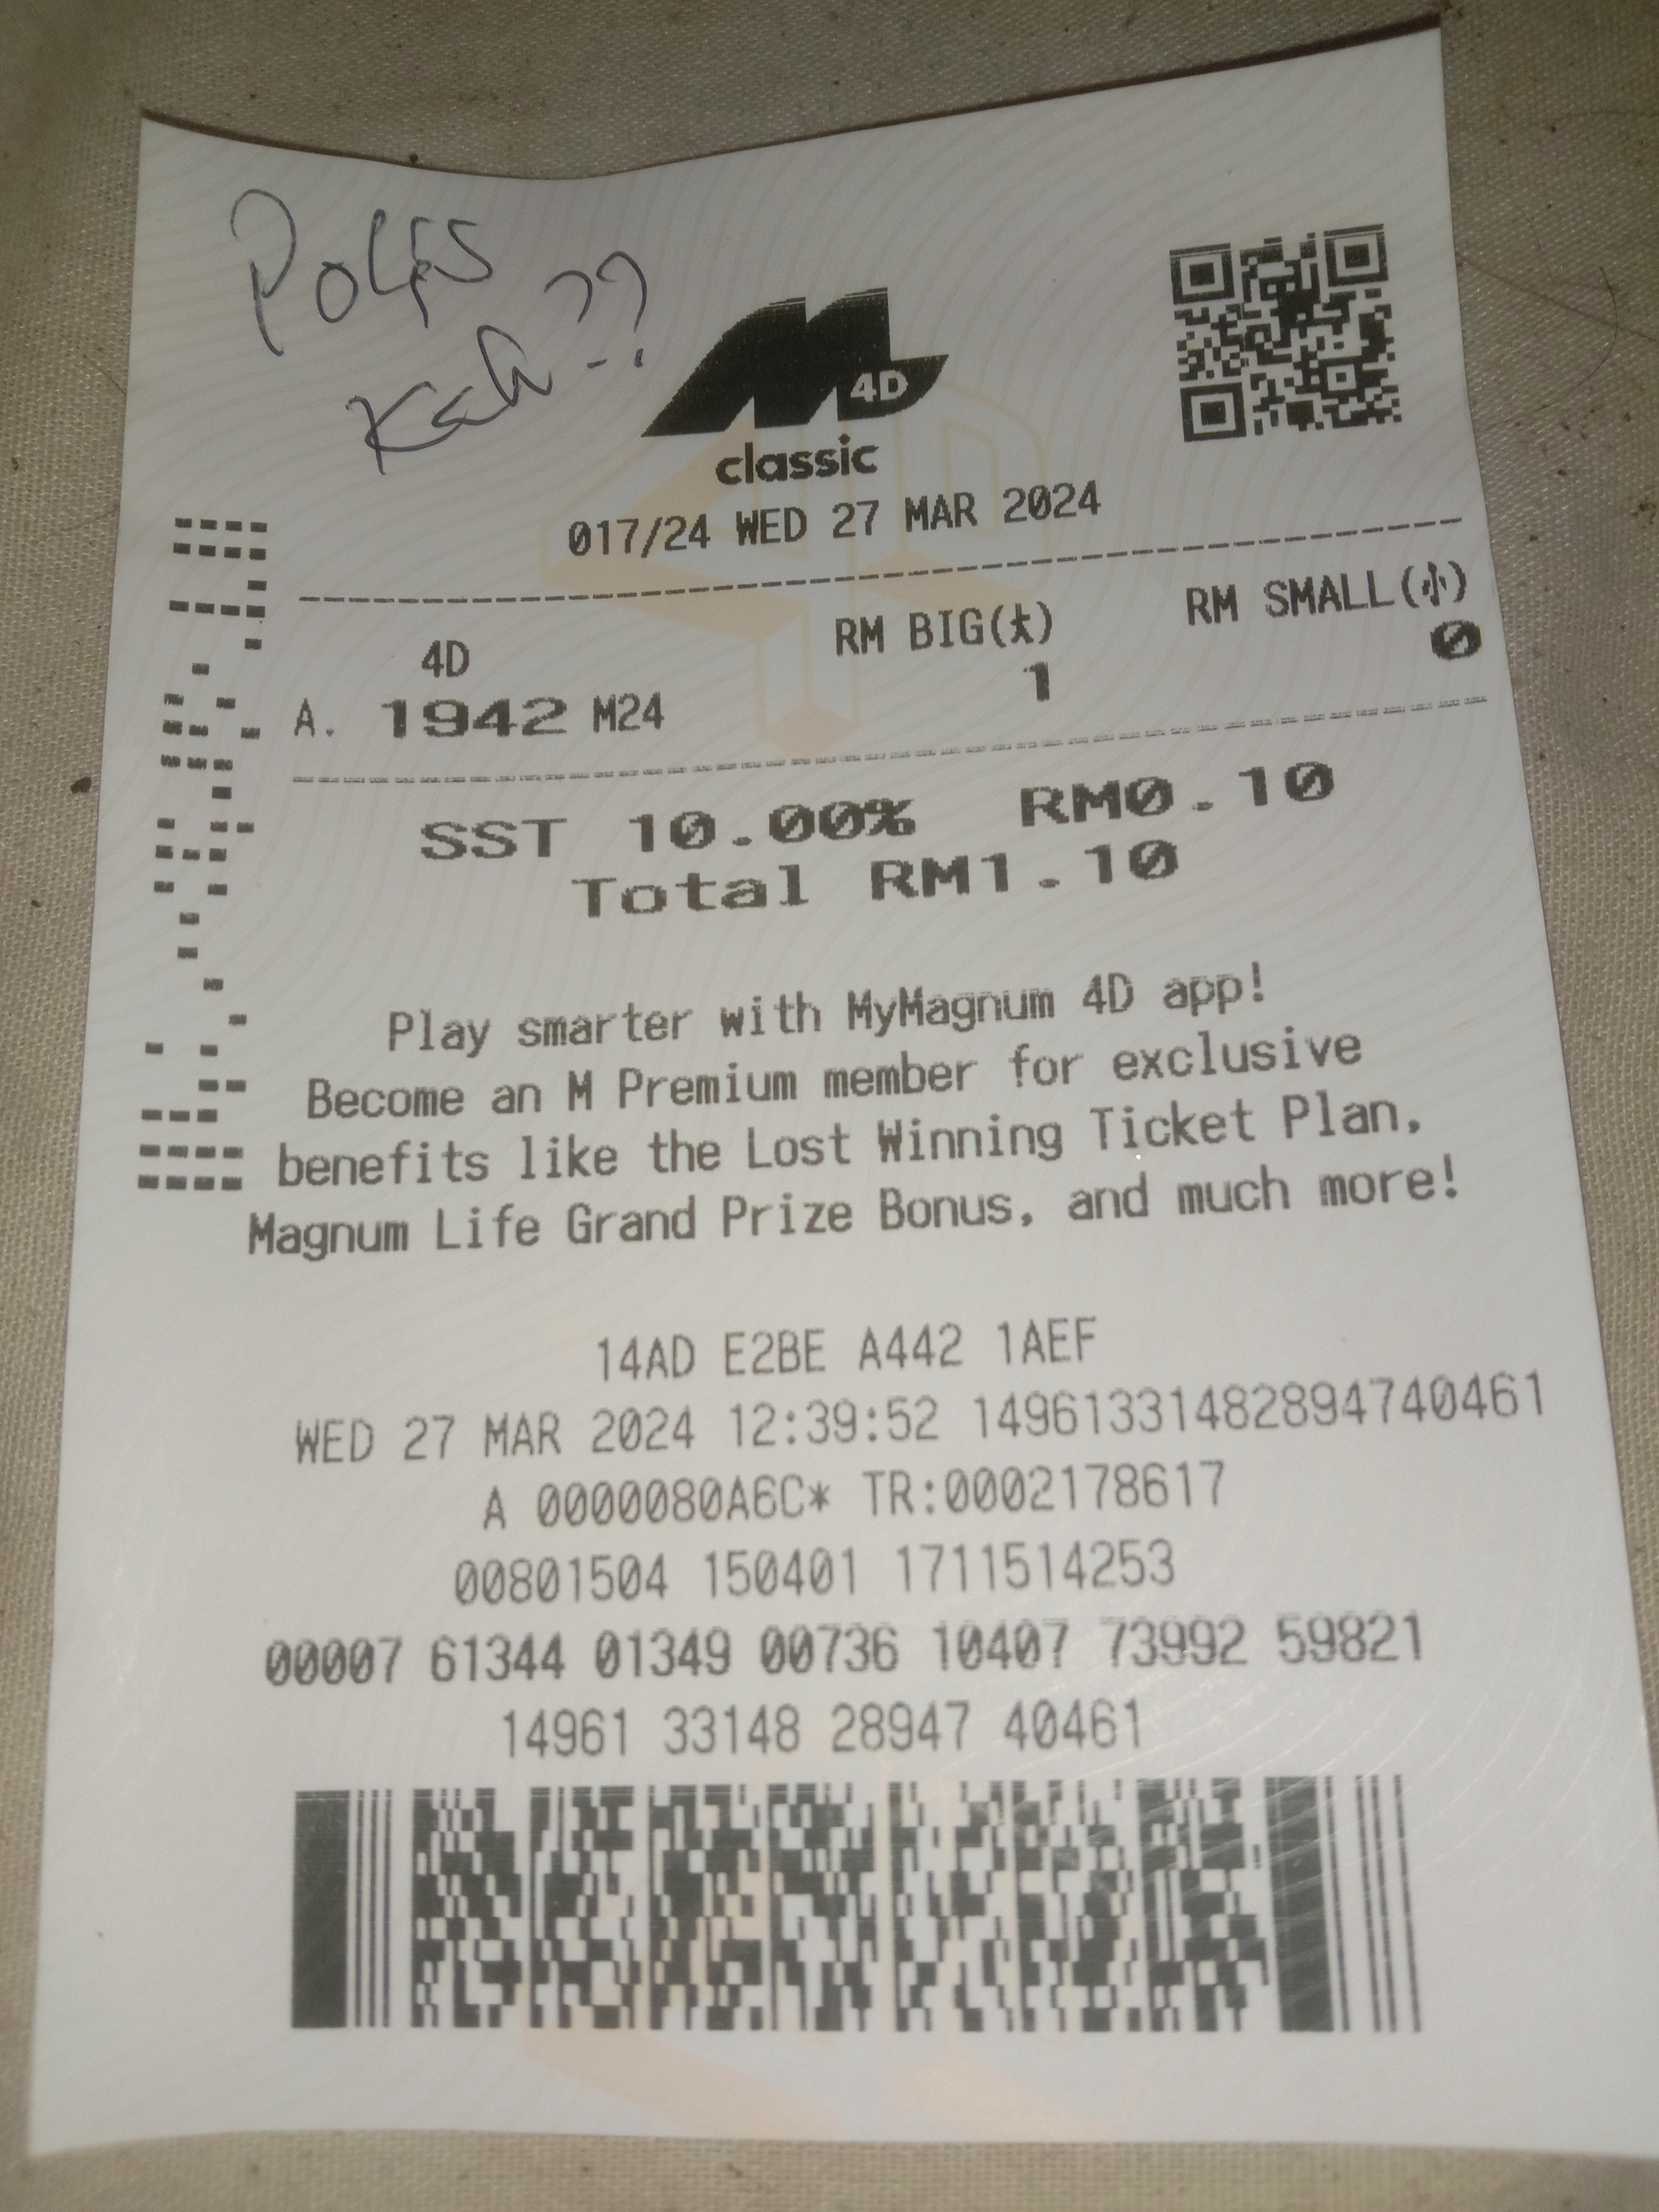 Polis
Kah??
M 4D
classic
017/24 WED 27 MAR 2024
4D RM BIG(大) RM SMALL(小)
A. 1942 M24 1 0
SST 10.00% RM0.10
Total RM1.10
Play smarter with MyMagnum 4D app!
Become an M Premium member for exclusive
benefits like the Lost Winning Ticket Plan,
Magnum Life Grand Prize Bonus, and much more!
14AD E2BE A442 1AEF
WED 27 MAR 2024 12:39:52 14961331482894740461
A 0000080A6C* TR:0002178617
00801504 150401 1711514253
00007 61344 01349 00736 10407 73992 59821
14961 33148 28947 40461